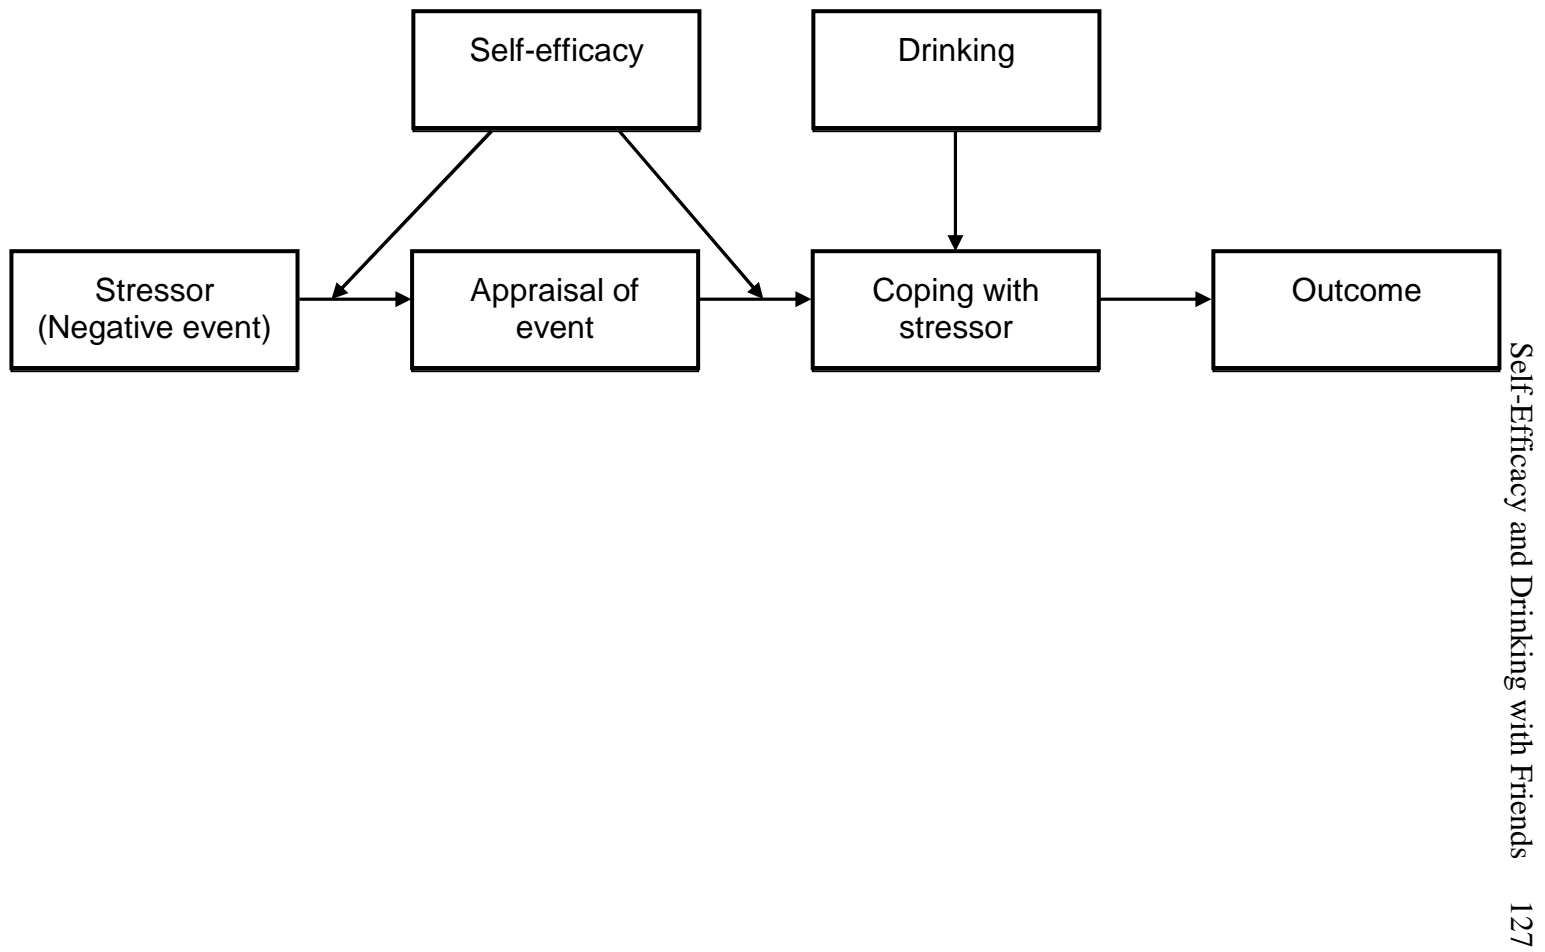 Self-efficacy
Drinking
Stressor
(Negative event)
Appraisal of
event
Coping with
stressor
Outcome
Self-Efficacy and Drinking with Friends 127